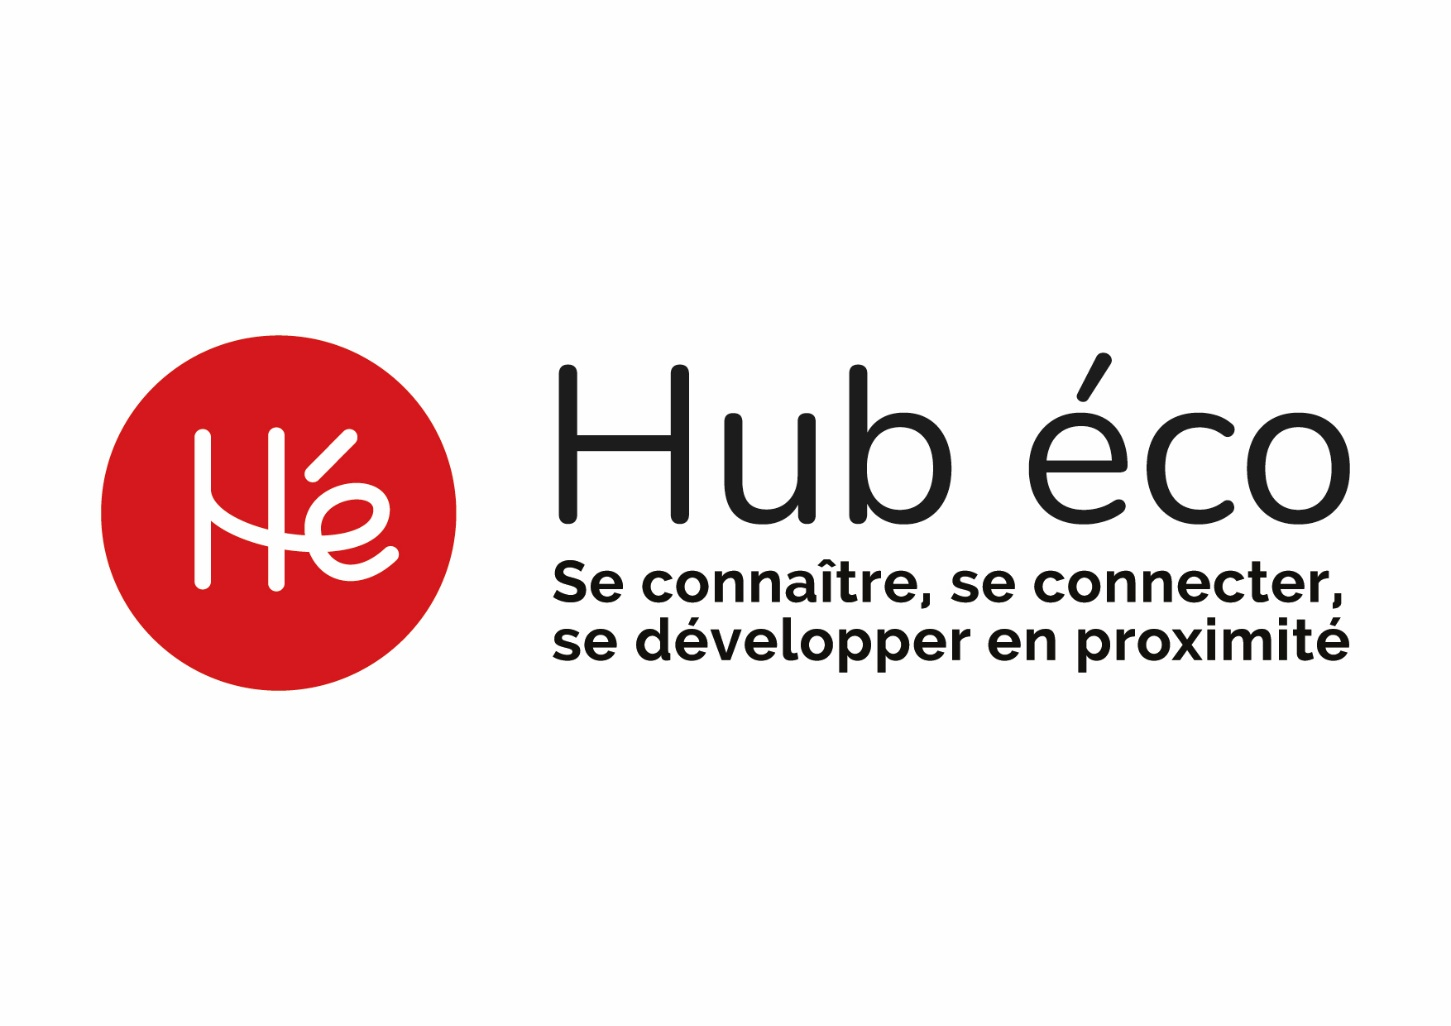 Hé
Hub éco
Se connaître, se connecter,
se développer en proximité